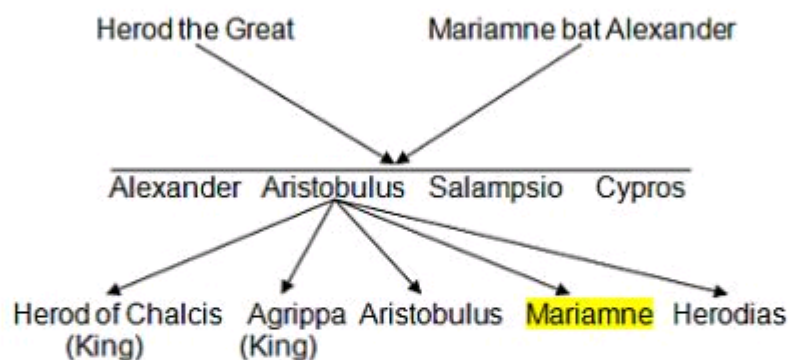 Herod the Great Mariamne bat Alexander
Alexander Aristobulus Salampsio Cypros
Herod of Chalcis Agrippa Aristobulus Mariamne Herodias
(King) (King)